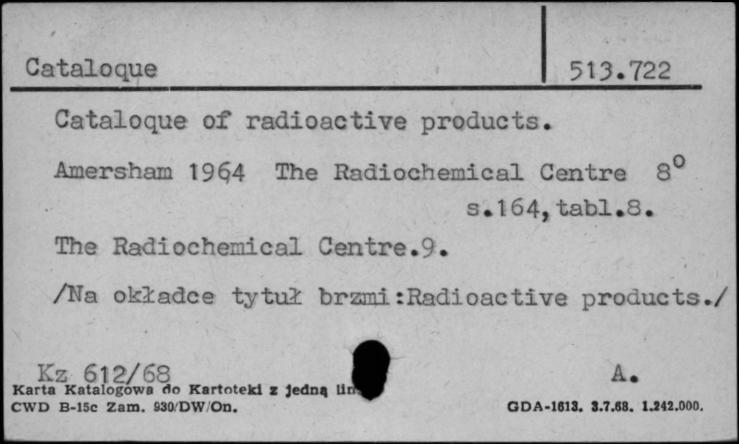 Cataloque 513.722
Cataloque of radioactive products.
Amersham 1964 The Radiochemical Centre 8°
s.164, tabl.8.
The Radiochemical Centre.9.
/Na okładce tytuł brzmi:Radioactive products./
Kz 612/68 A.
Karta Katalogowa do Kartoteki z jedną
CWD B-15c Zam. 930/DW/On. GDA-1613. 3.7.68. 1.242.000.